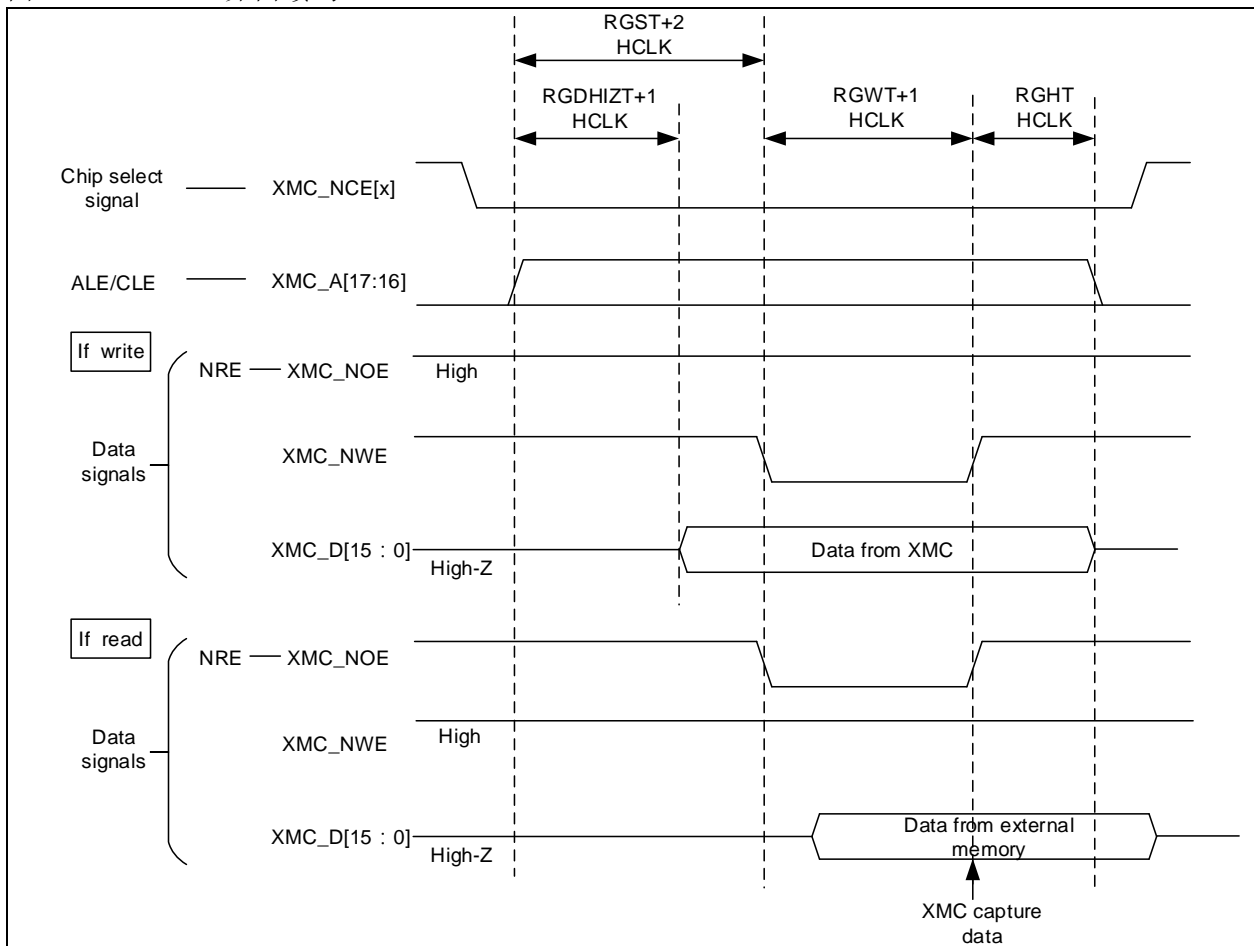 RGST+2
HCLK
RGDHIZT+1
HCLK
RGWT+1
HCLK
RGHT
HCLK
Chip select
signal
XMC_NCE[x]
ALE/CLE
XMC_A[17:16]
If write
NRE
XMC_NOE
High
Data
signals
XMC_NWE
XMC_D[15 : 0]
High-Z
Data from XMC
If read
NRE
XMC_NOE
Data
signals
XMC_NWE
High
XMC_D[15 : 0]
High-Z
Data from external
memory
XMC capture
data